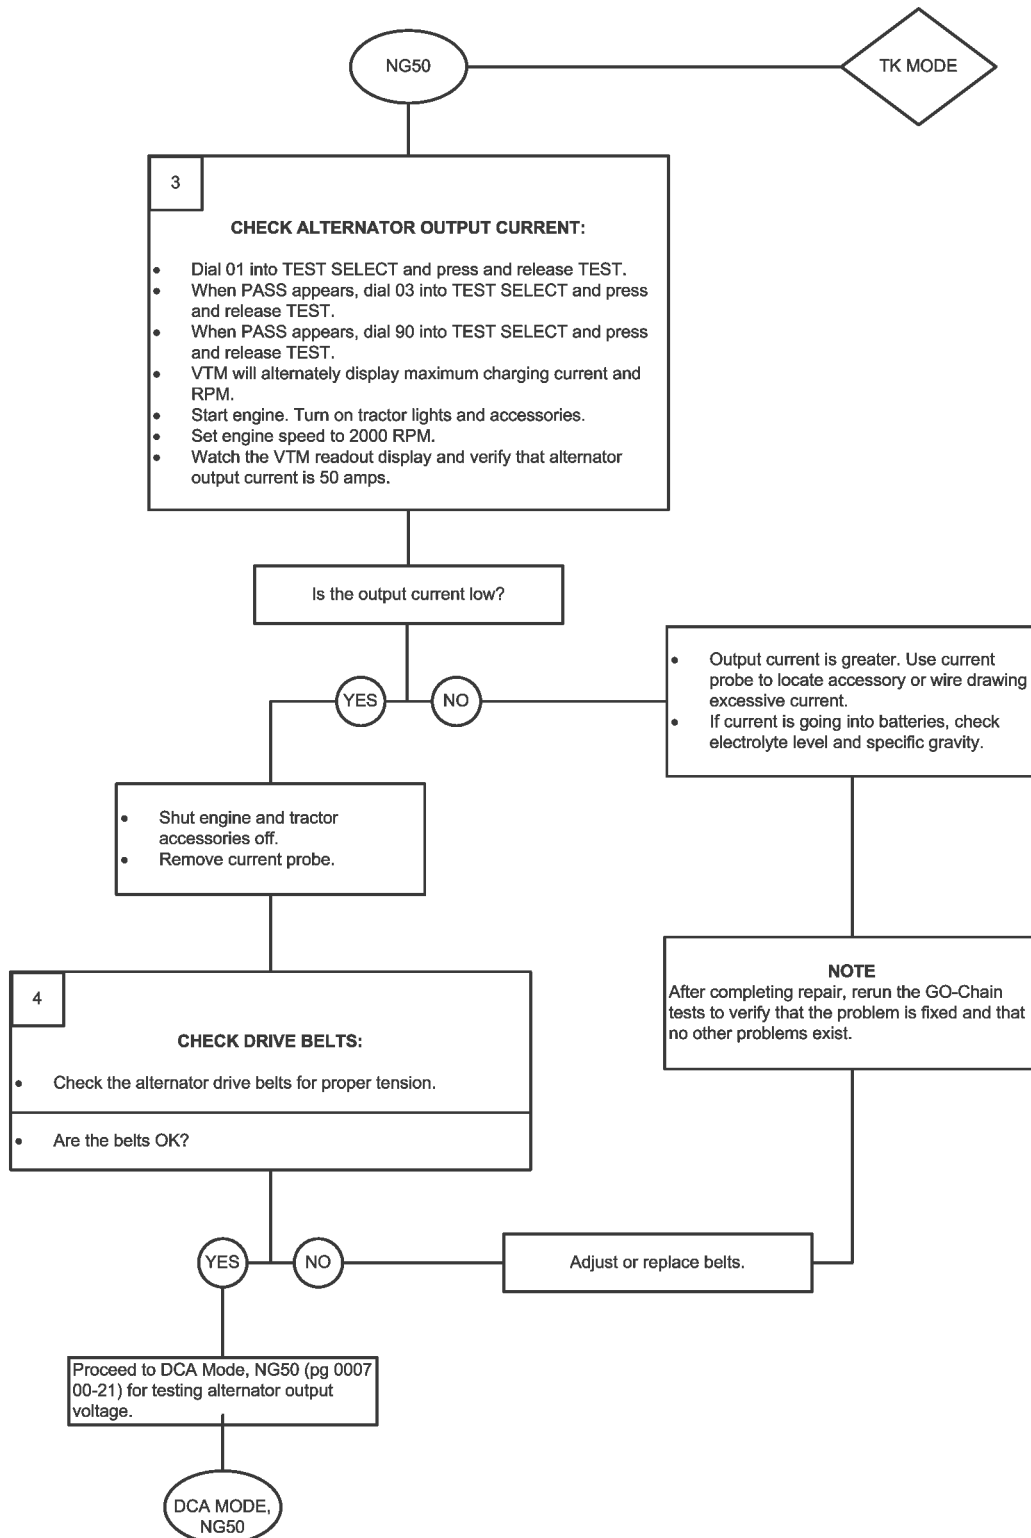 NG50
TK MODE
3
CHECK ALTERNATOR OUTPUT CURRENT:
• Dial 01 into TEST SELECT and press and release TEST.
• When PASS appears, dial 03 into TEST SELECT and press
and release TEST.
• When PASS appears, dial 90 into TEST SELECT and press
and release TEST.
• VTM will alternately display maximum charging current and
RPM.
• Start engine. Turn on tractor lights and accessories.
• Set engine speed to 2000 RPM.
• Watch the VTM readout display and verify that alternator
output current is 50 amps.
Is the output current low?
YES
NO
• Output current is greater. Use current
probe to locate accessory or wire drawing
excessive current.
• If current is going into batteries, check
electrolyte level and specific gravity.
• Shut engine and tractor
accessories off.
• Remove current probe.
NOTE
After completing repair, rerun the GO-Chain
tests to verify that the problem is fixed and that
no other problems exist.
4
CHECK DRIVE BELTS:
• Check the alternator drive belts for proper tension.
• Are the belts OK?
YES
NO
Adjust or replace belts.
Proceed to DCA Mode, NG50 (pg 0007
00-21) for testing alternator output
voltage.
DCA MODE,
NG50